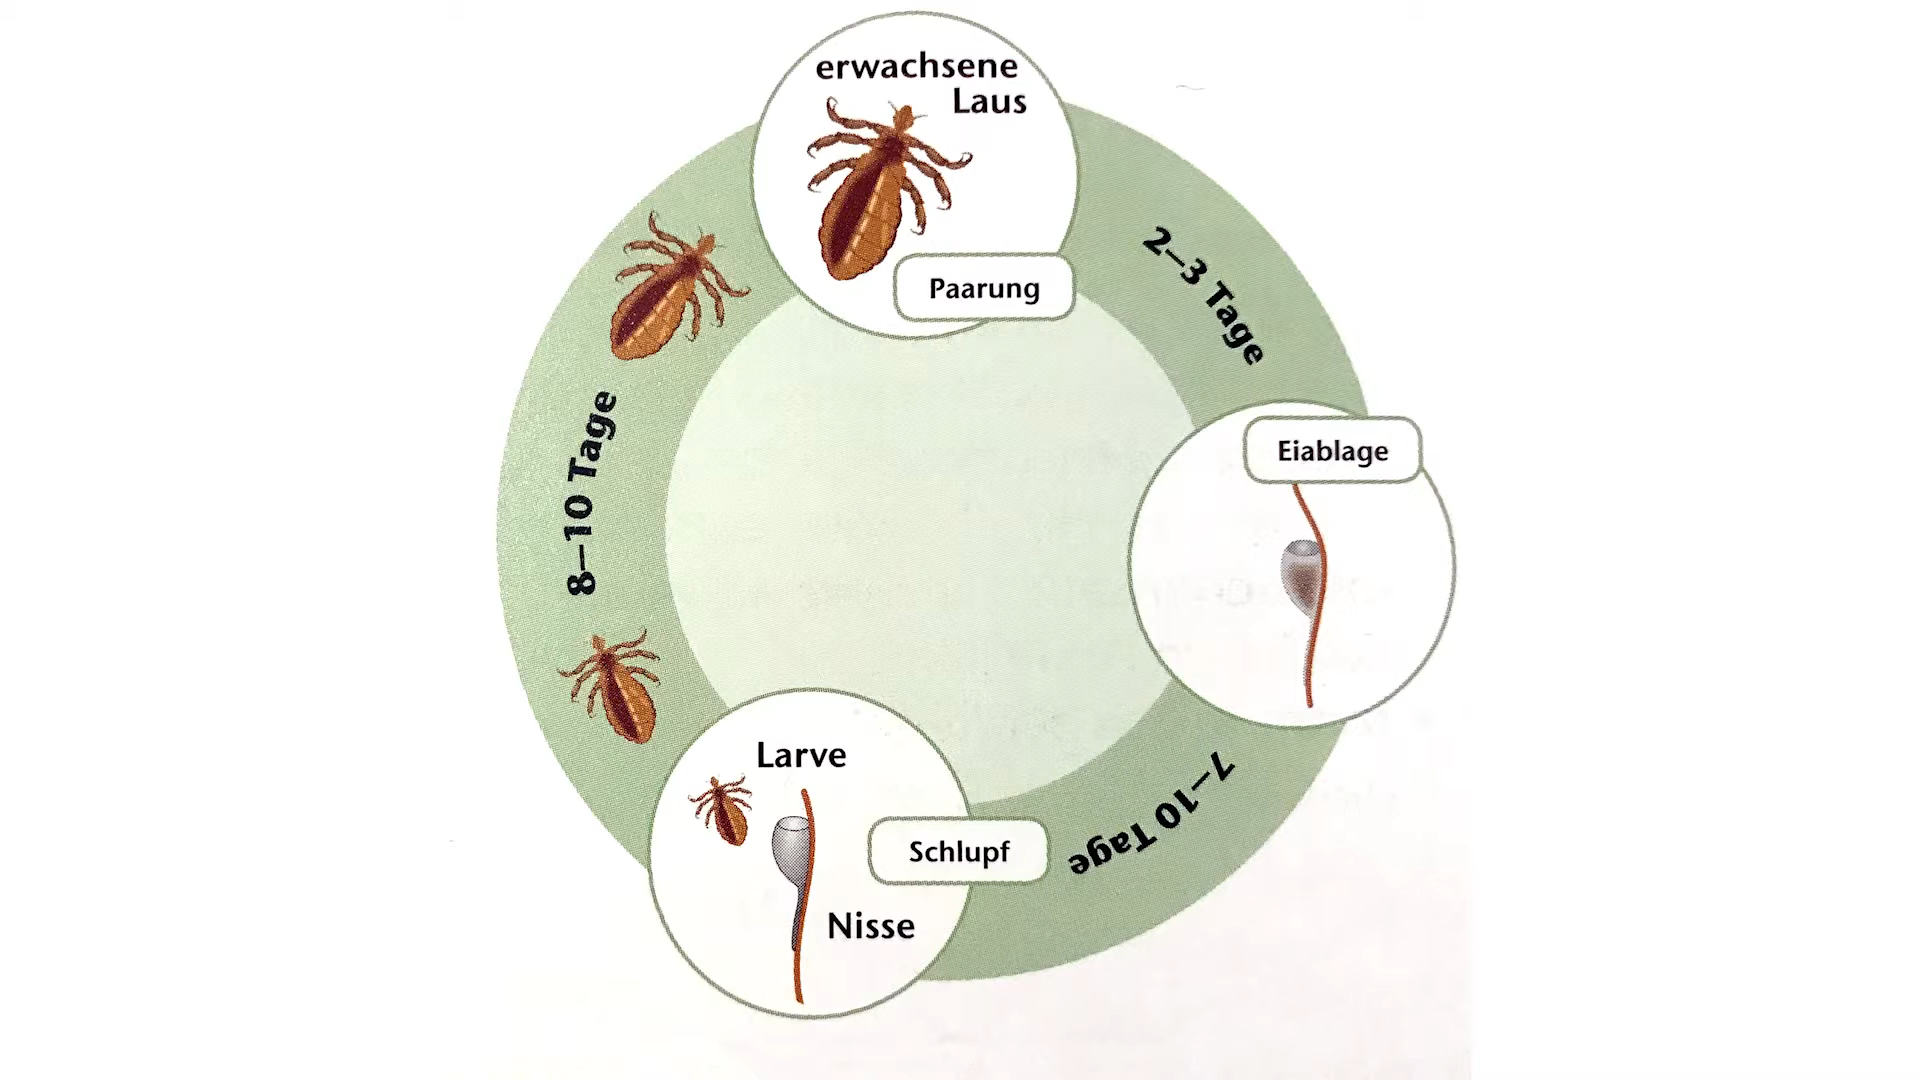 erwachsene
Laus
Paarung
2–3 Tage
Eiablage
7–10 Tage
Schlupf
Larve
Nisse
8–10 Tage